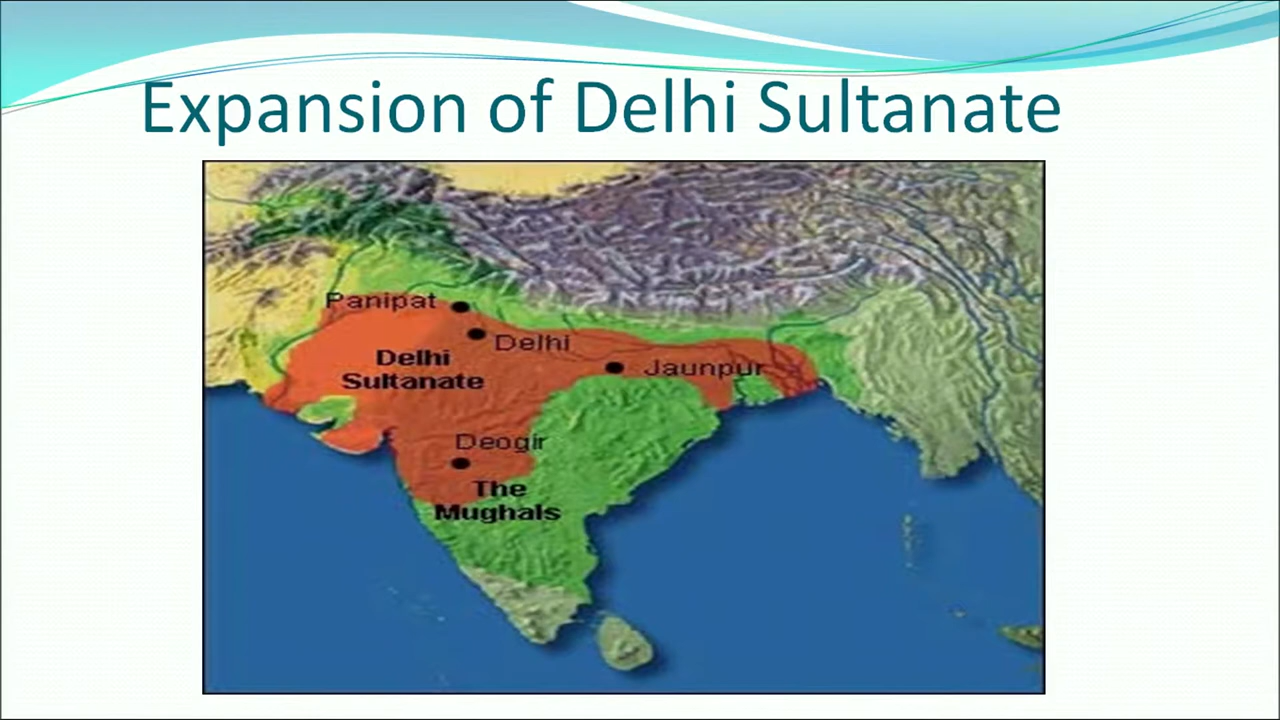 Expansion of Delhi Sultanate
Panipat
Delhi
Delhi
Sultanate
Jaunpur
Deogir
The
Mughals